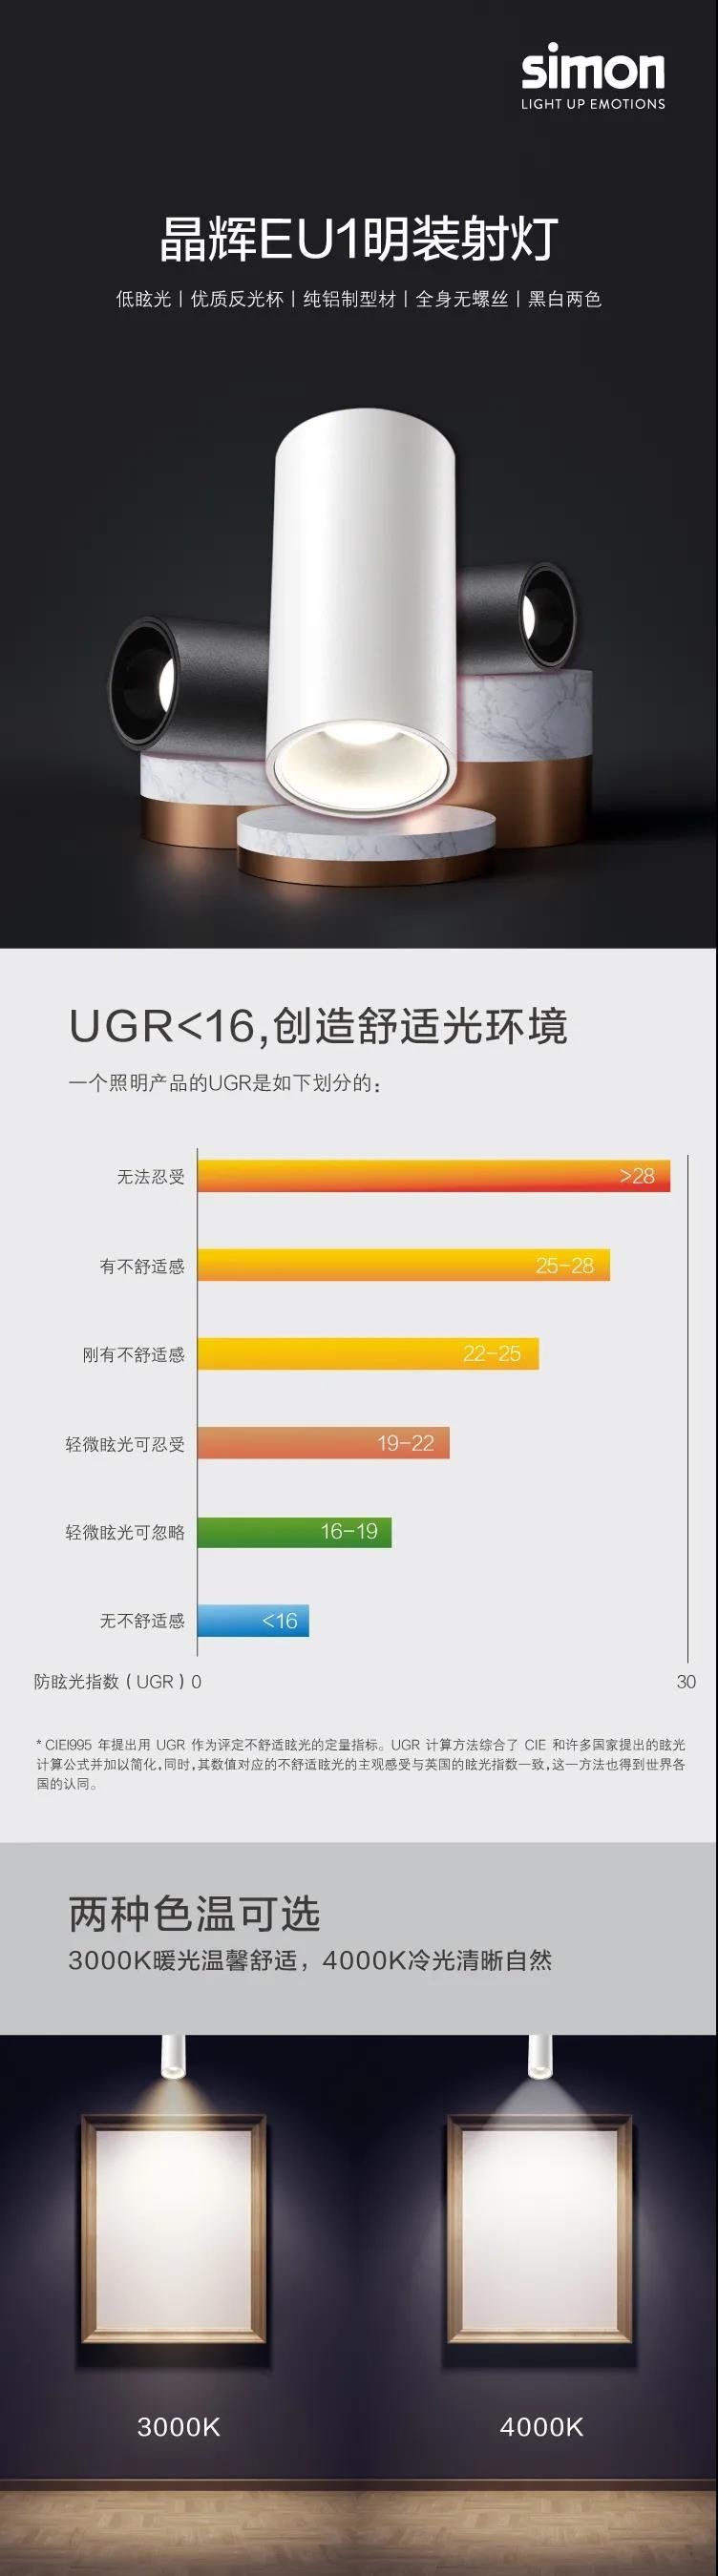 simon
LIGHT UP EMOTIONS
晶辉EU1明装射灯
低眩光|优质反光杯|纯铝制型材|全身无螺丝|黑白两色
UGR<16,创造舒适光环境
一个照明产品的UGR是如下划分的:
无法忍受 >28
有不舒适感 25-28
刚有不舒适感 22-25
轻微眩光可忍受 19-22
轻微眩光可忽略 16-19
无不舒适感 <16
防眩光指数(UGR) 0 30
* CIEI995 年提出用 UGR 作为评定不舒适眩光的定量指标。UGR 计算方法综合了 CIE 和许多国家提出的眩光
计算公式并加以简化,同时,其数值对应的不舒适眩光的主观感受与英国的眩光指数一致,这一方法也得到世界各
国的认同。
两种色温可选
3000K暖光温馨舒适，4000K冷光清晰自然
3000K 4000K